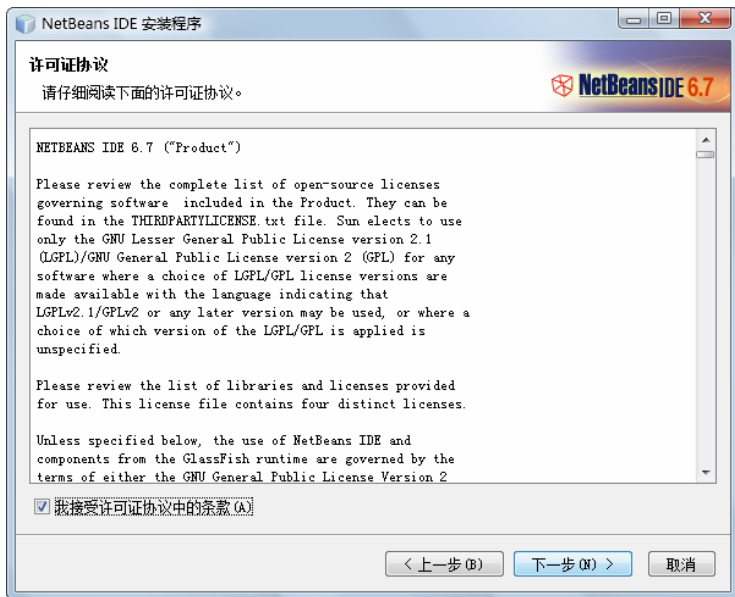 NetBeans IDE 安装程序
许可证协议
请仔细阅读下面的许可证协议。
NetBeans IDE 6.7
NETBEANS IDE 6.7 ("Product")
Please review the complete list of open-source licenses
governing software  included in the Product. They can be
found in the THIRDPARTYLICENSE.txt file. Sun elects to use
only the GNU Lesser General Public License version 2.1
(LGPL)/GNU General Public License version 2 (GPL) for any
software where a choice of LGPL/GPL license versions are
made available with the language indicating that
LGPLv2.1/GPLv2 or any later version may be used, or where a
choice of which version of the LGPL/GPL is applied is
unspecified.
Please review the list of libraries and licenses provided
for use. This license file contains four distinct licenses.
Unless specified below, the use of NetBeans IDE and
components from the GlassFish runtime are governed by the
terms of either the GNU General Public License Version 2
我接受许可证协议中的条款(A)
< 上一步(B)
下一步(N) >
取消